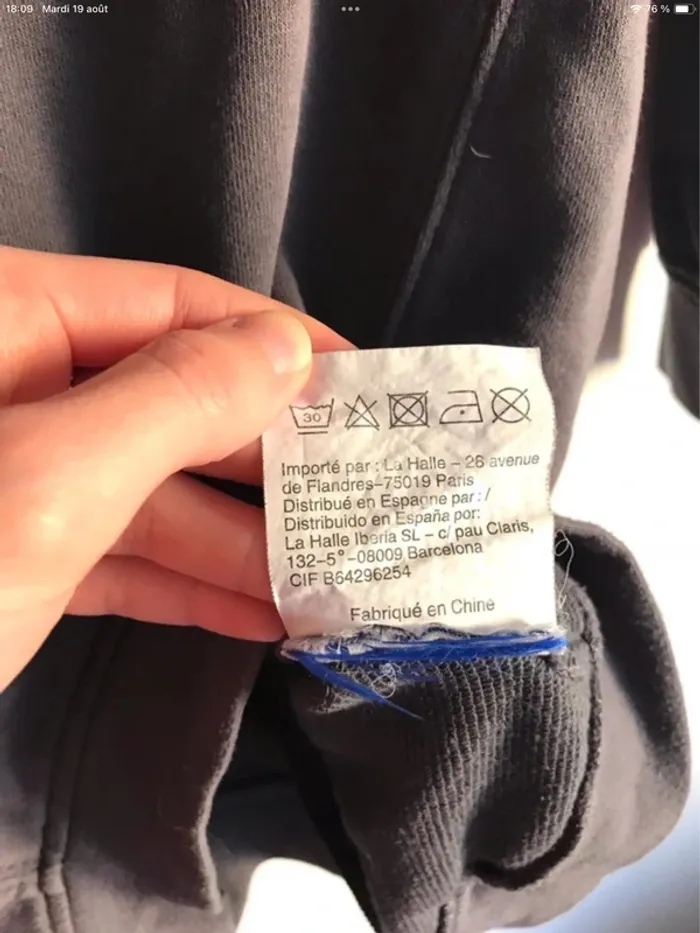 18:09 Mardi 19 août
76 %
30
Importé par : La Halle – 26 avenue
de Flandres–75019 Paris
Distribué en Espagne par : /
Distribuido en España por:
La Halle Iberia SL – c/ pau Claris,
132–5°–08009 Barcelona
CIF B64296254
Fabriqué en Chine